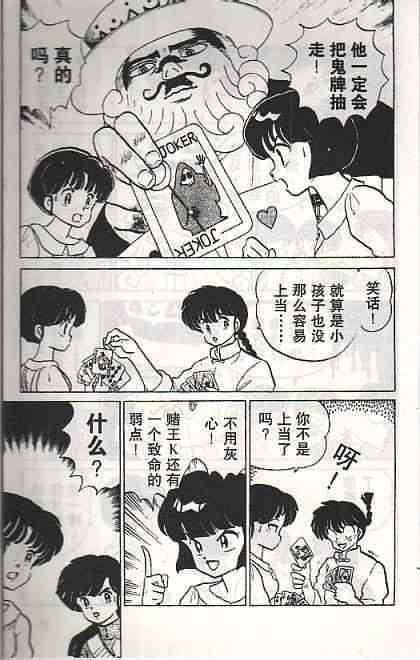 他一定会
把鬼牌抽
走！
真的
吗？
JOKER
JOKER
笑话！
就算是小
孩子也没
那么容易
上当……
呀！
你不是
上当了
吗？
不用灰
心！
赌王K还有
一个致命的
弱点！
什么？